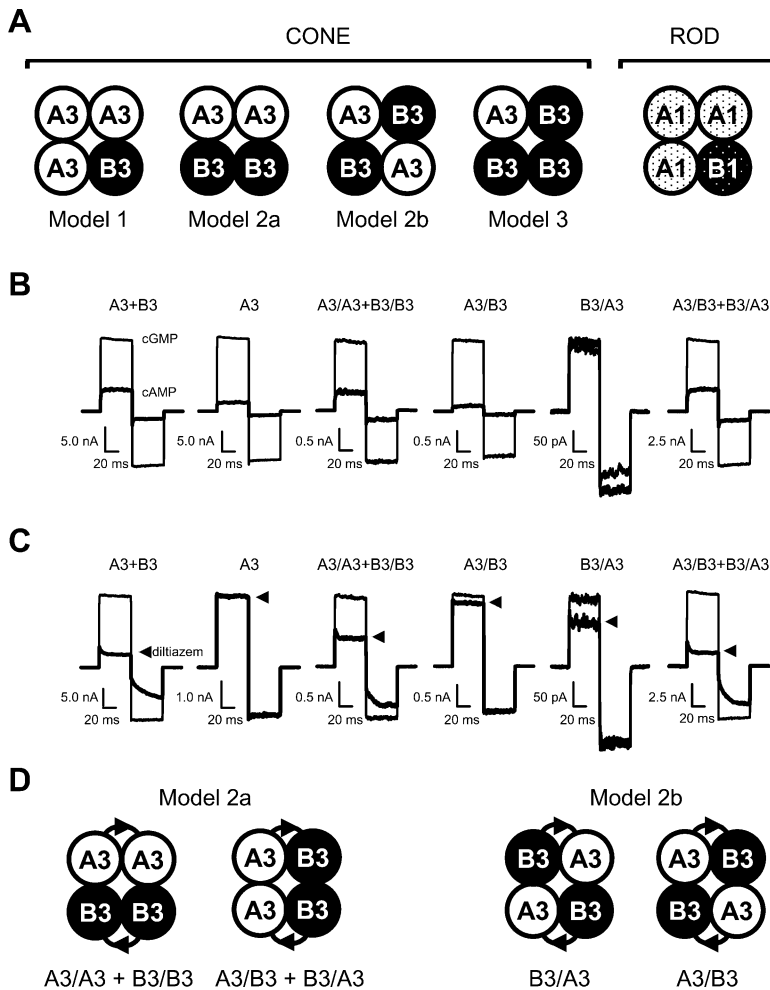 A
CONE ROD
A3 A3 A3 A3 A3 B3 A3 B3 A1 A1
A3 B3 B3 B3 B3 A3 B3 B3 A1 B1
Model 1 Model 2a Model 2b Model 3
B
A3+B3 A3 A3/A3+B3/B3 A3/B3 B3/A3 A3/B3+B3/A3
cGMP
cAMP
5.0 nA 5.0 nA 0.5 nA 0.5 nA 50 pA 2.5 nA
20 ms 20 ms 20 ms 20 ms 20 ms 20 ms
C
A3+B3 A3 A3/A3+B3/B3 A3/B3 B3/A3 A3/B3+B3/A3
diltiazem
5.0 nA 1.0 nA 0.5 nA 0.5 nA 50 pA 2.5 nA
20 ms 20 ms 20 ms 20 ms 20 ms 20 ms
D
Model 2a Model 2b
A3 A3 A3 B3 B3 A3 A3 B3
B3 B3 A3 B3 A3 B3 B3 A3
A3/A3 + B3/B3 A3/B3 + B3/A3 B3/A3 A3/B3